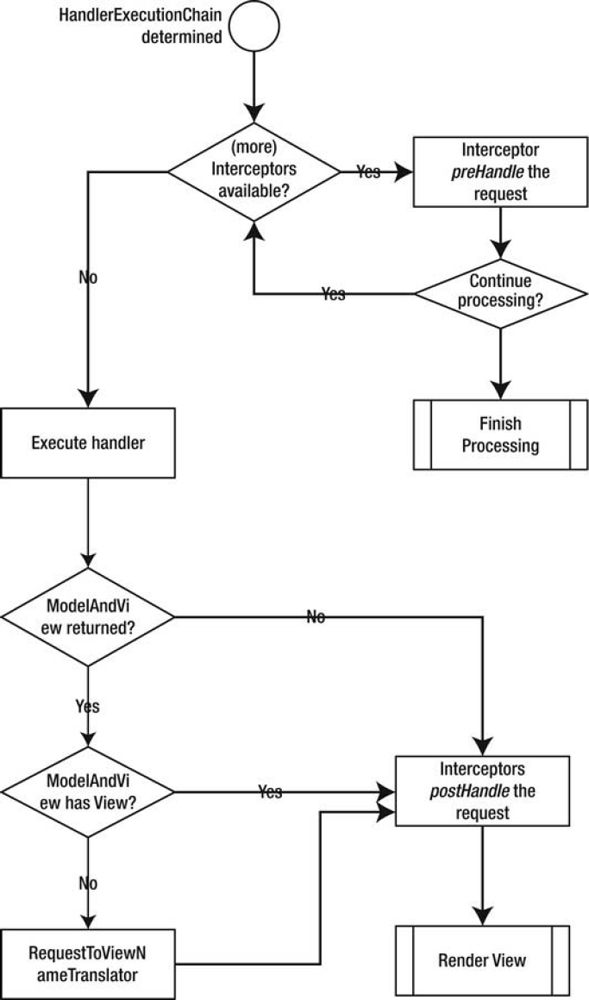 HandlerExecutionChain
determined
(more)
Interceptors
available?
Yes
Interceptor
preHandle the
request
No
Yes
Continue
processing?
Execute handler
Finish
Processing
ModelAndVi
ew returned?
No
Yes
ModelAndVi
ew has View?
Yes
Interceptors
postHandle the
request
No
RequestToViewN
ameTranslator
Render View